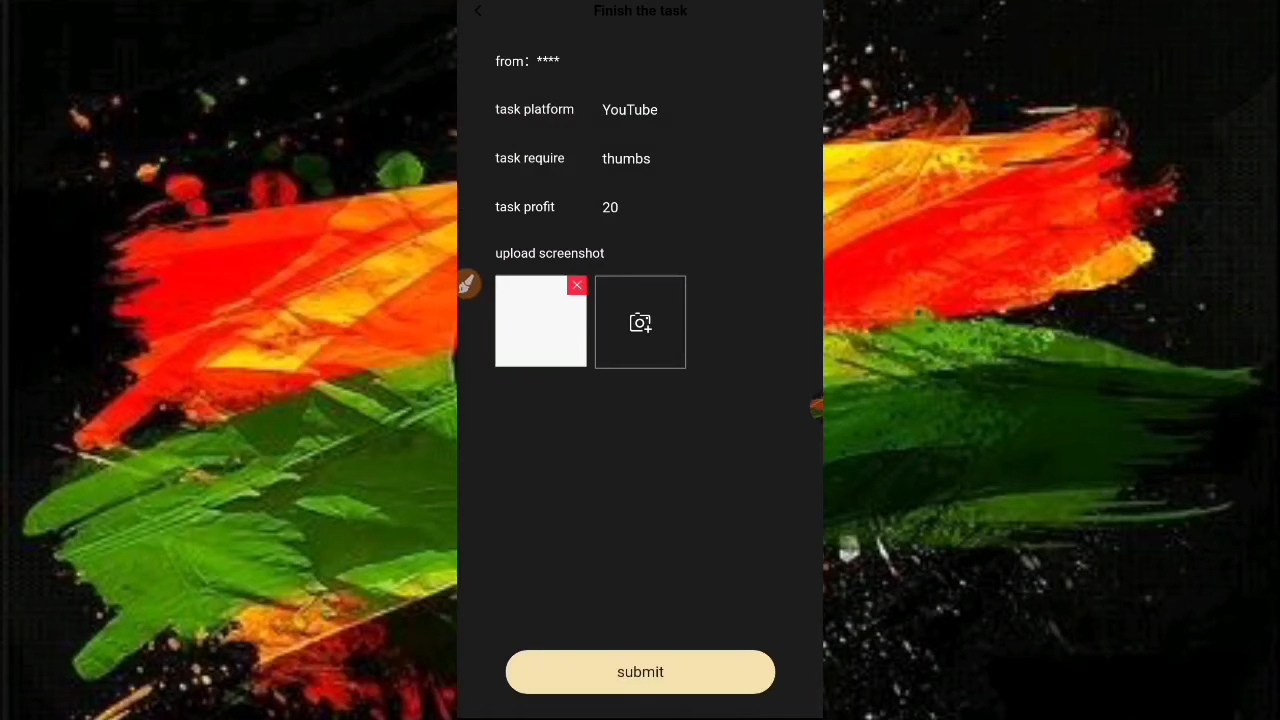 Finish the task
from: ****
task platform YouTube
task require thumbs
task profit 20
upload screenshot
submit